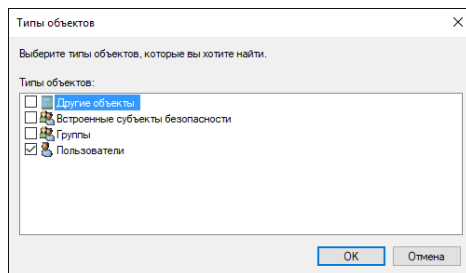 Типы объектов
Выберите типы объектов, которые вы хотите найти.
Типы объектов:
Другие объекты
Встроенные субъекты безопасности
Группы
Пользователи
OK
Отмена